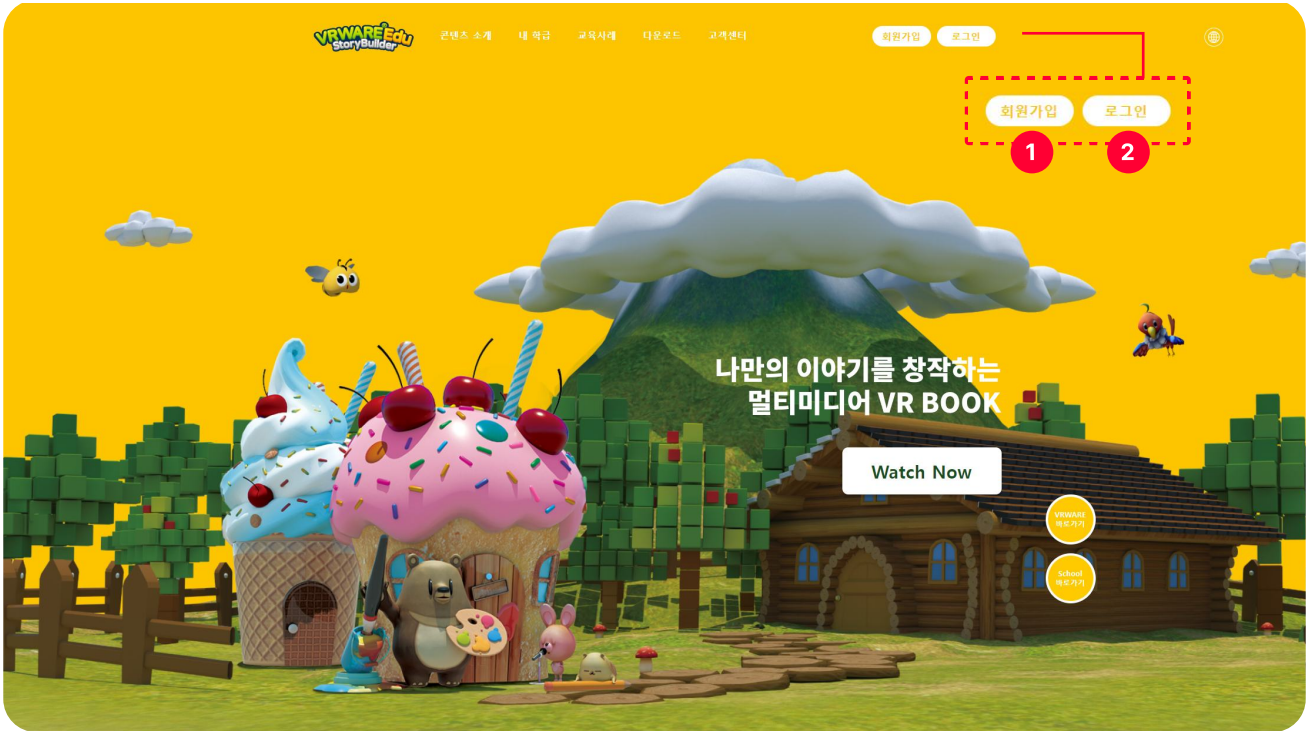 VRWARE Edu
StoryBuilder
콘텐츠 소개
내 학급
교육사례
다운로드
고객센터
회원가입
로그인
회원가입
로그인
1
2
나만의 이야기를 창작하는
멀티미디어 VR BOOK
Watch Now
VRWARE
바로가기
School
바로가기